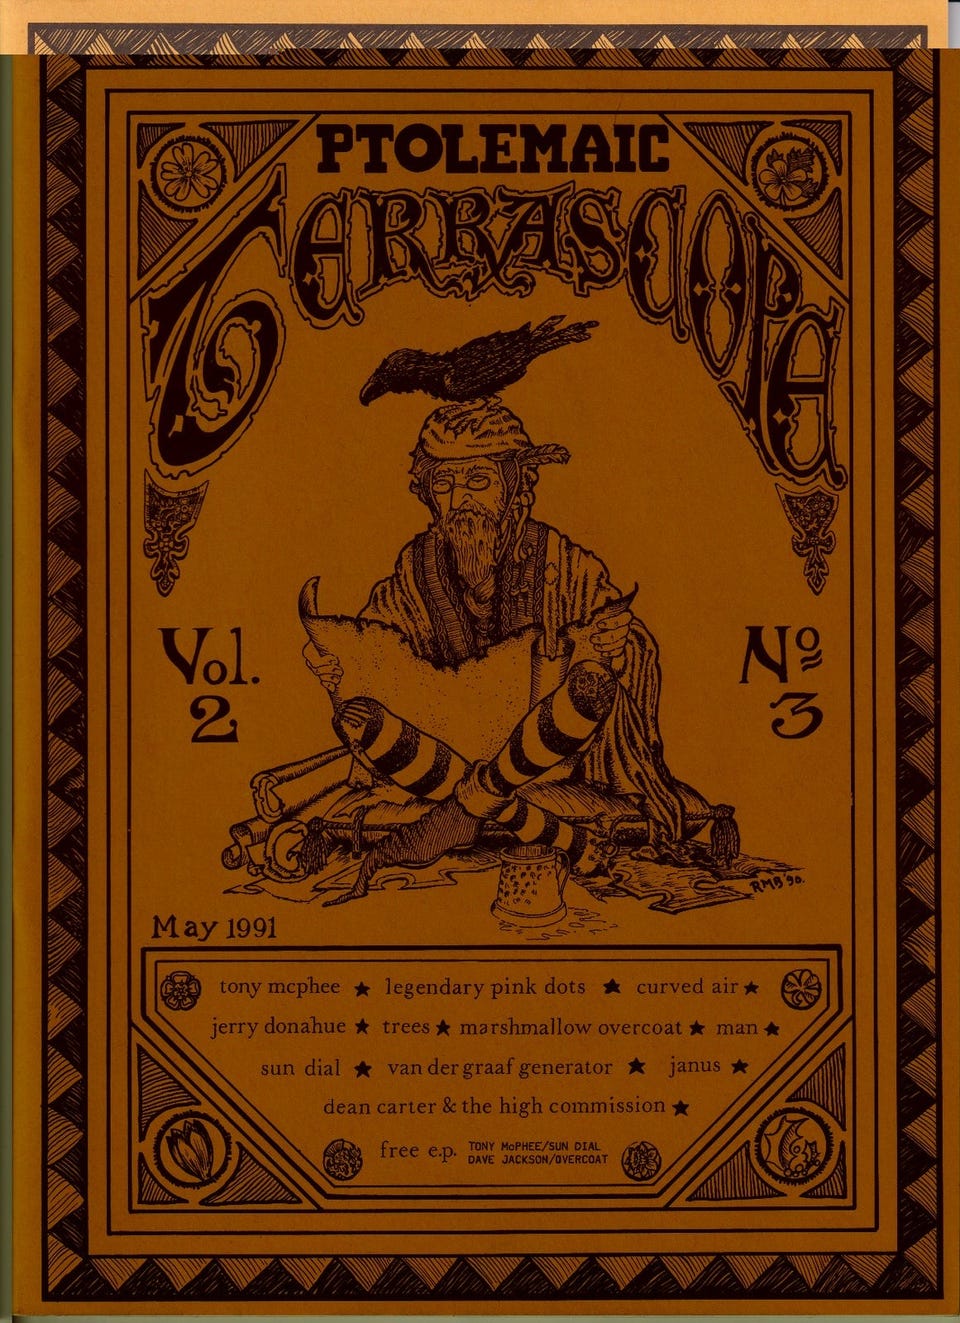 PTOLEMAIC
TERRASCOPE
Vol. 2
Nº 3
RMB '90.
May 1991
tony mcphee ★ legendary pink dots ★ curved air ★
jerry donahue ★ trees ★ marshmallow overcoat ★ man ★
sun dial ★ van der graaf generator ★ janus ★
dean carter & the high commission ★
free e.p. TONY McPHEE/SUN DIAL
DAVE JACKSON/OVERCOAT